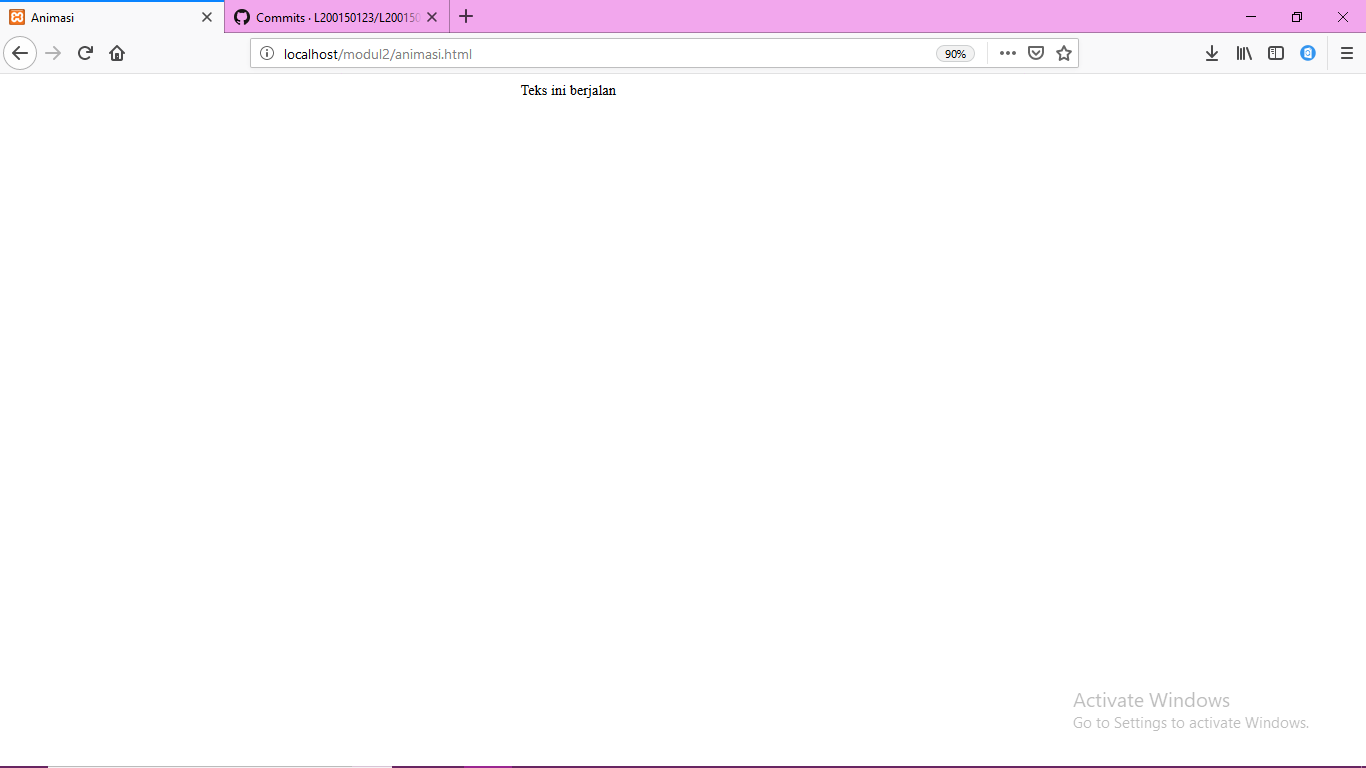 Animasi
Commits · L200150123/L200150
localhost/modul2/animasi.html
90%
Teks ini berjalan
Activate Windows
Go to Settings to activate Windows.